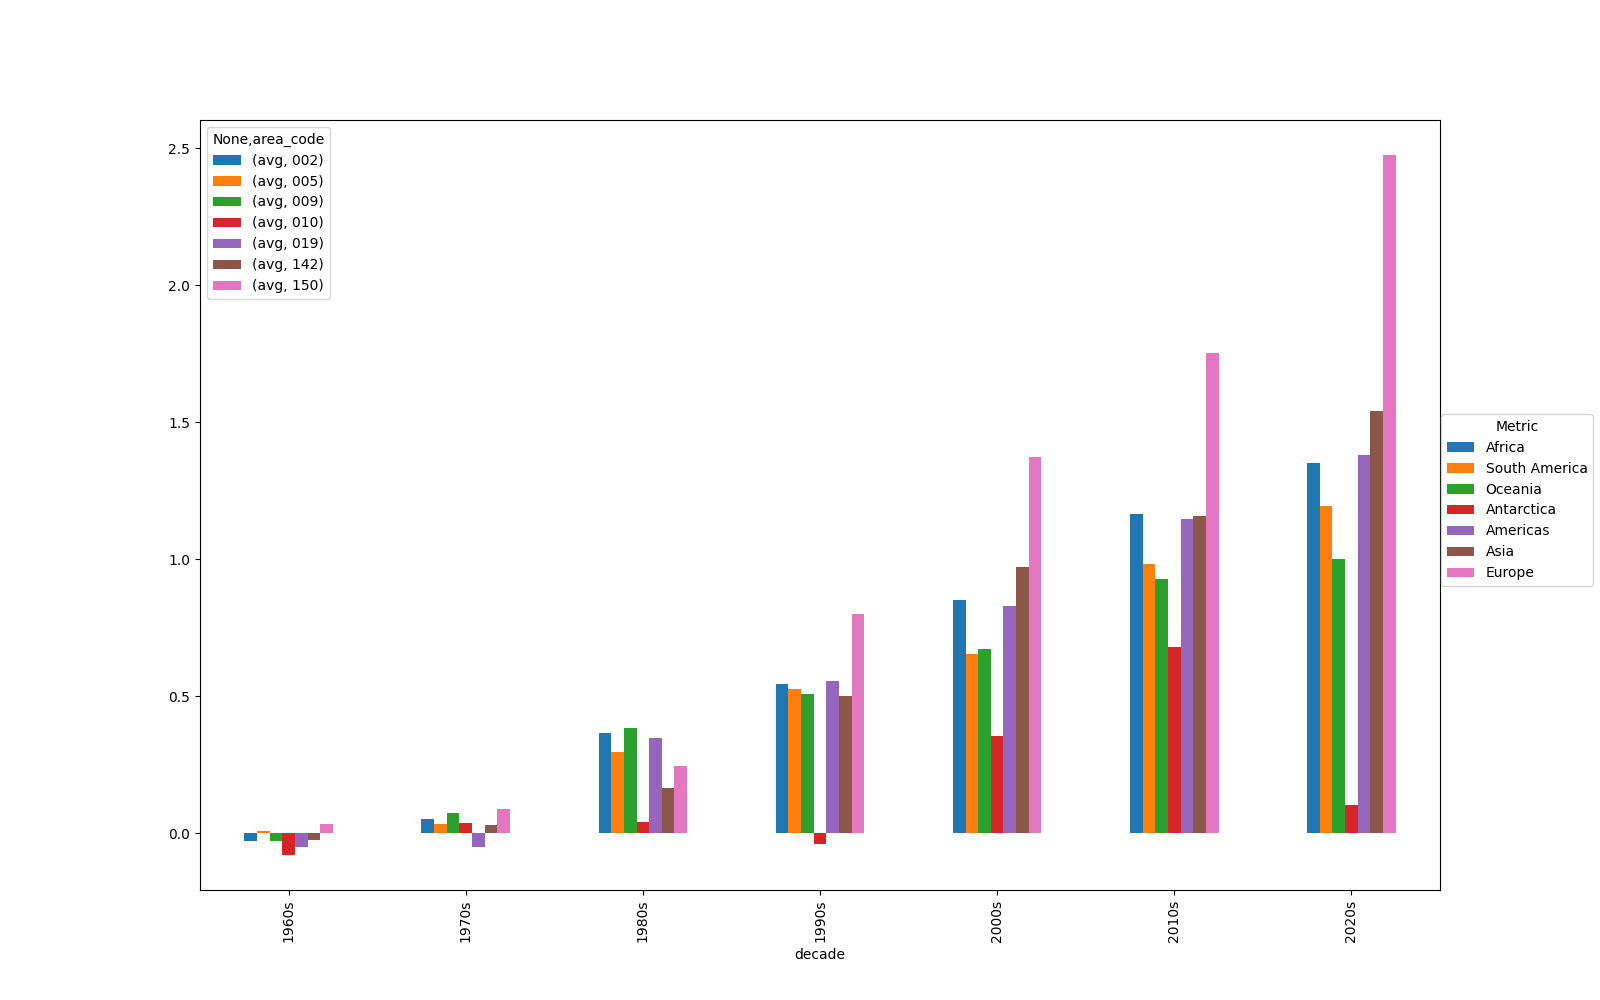 None,area_code
(avg, 002)
(avg, 005)
(avg, 009)
(avg, 010)
(avg, 019)
(avg, 142)
(avg, 150)
2.5
2.0
1.5
1.0
0.5
0.0
Metric
Africa
South America
Oceania
Antarctica
Americas
Asia
Europe
1960s
1970s
1980s
1990s
2000s
2010s
2020s
decade